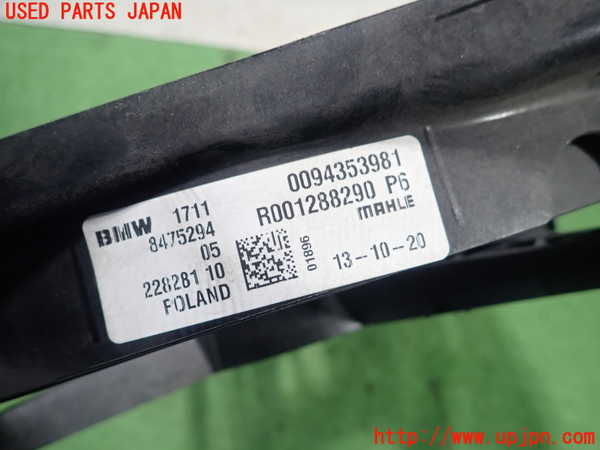 USED PARTS JAPAN
BMW 1711
8475294
05
228281 10
POLAND
0094353981
R001288290 P6
MAHLE
01896
13-10-20
http://www.upjpn.com/